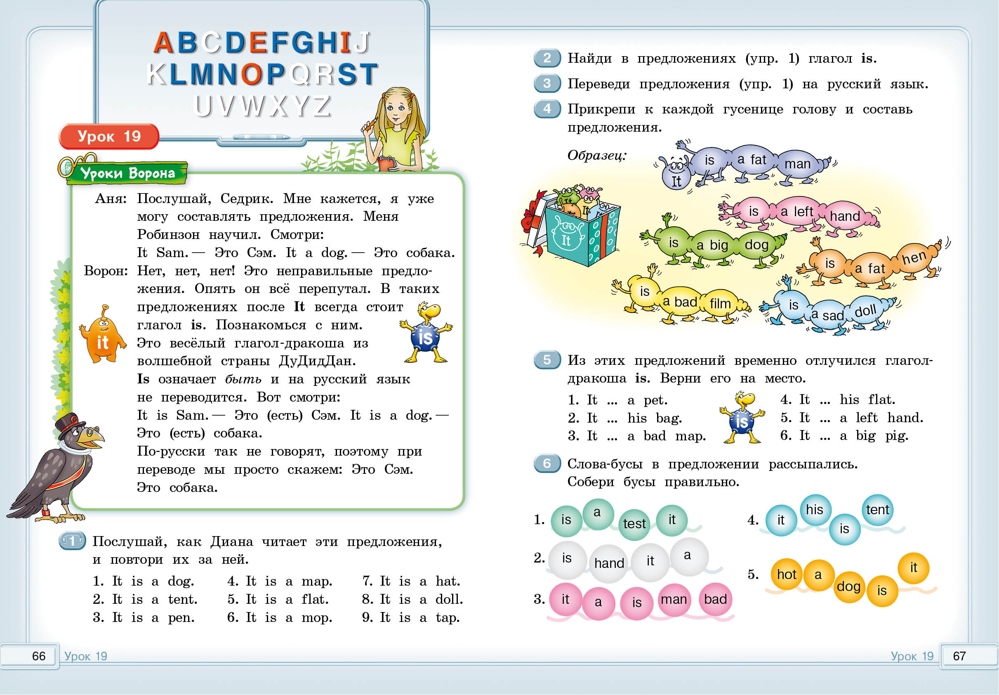 ABCDEFGHIJ
KLMNOPQRST
UVWXYZ
Урок 19
Уроки Ворона
Аня: Послушай, Седрик. Мне кажется, я уже
могу составлять предложения. Меня
Робинзон научил. Смотри:
It Sam. — Это Сэм. It a dog. — Это собака.
Ворон: Нет, нет, нет! Это неправильные предло-
жения. Опять он всё перепутал. В таких
предложениях после It всегда стоит
глагол is. Познакомься с ним.
Это весёлый глагол-дракоша из
волшебной страны ДуДидДан.
Is означает быть и на русский язык
не переводится. Вот смотри:
It is Sam. — Это (есть) Сэм. It is a dog. —
Это (есть) собака.
По-русски так не говорят, поэтому при
переводе мы просто скажем: Это Сэм.
Это собака.
it
is
1 Послушай, как Диана читает эти предложения,
и повтори их за ней.
1. It is a dog.
2. It is a tent.
3. It is a pen.
4. It is a map.
5. It is a flat.
6. It is a mop.
7. It is a hat.
8. It is a doll.
9. It is a tap.
66 Урок 19
2 Найди в предложениях (упр. 1) глагол is.
3 Переведи предложения (упр. 1) на русский язык.
4 Прикрепи к каждой гусенице голову и составь
предложения.
Образец:
It is a fat man
It
It
It
It
It
is a left hand
is a big dog
is a fat hen
is a bad film
is a sad doll
5 Из этих предложений временно отлучился глагол-
дракоша is. Верни его на место.
1. It ... a pet.
2. It ... his bag.
3. It ... a bad map.
is
4. It ... his flat.
5. It ... a left hand.
6. It ... a big pig.
6 Слова-бусы в предложении рассыпались.
Собери бусы правильно.
1. is a test it
2. is hand it a
3. it a is man bad
4. it his is tent
5. hot a dog is it
Урок 19 67